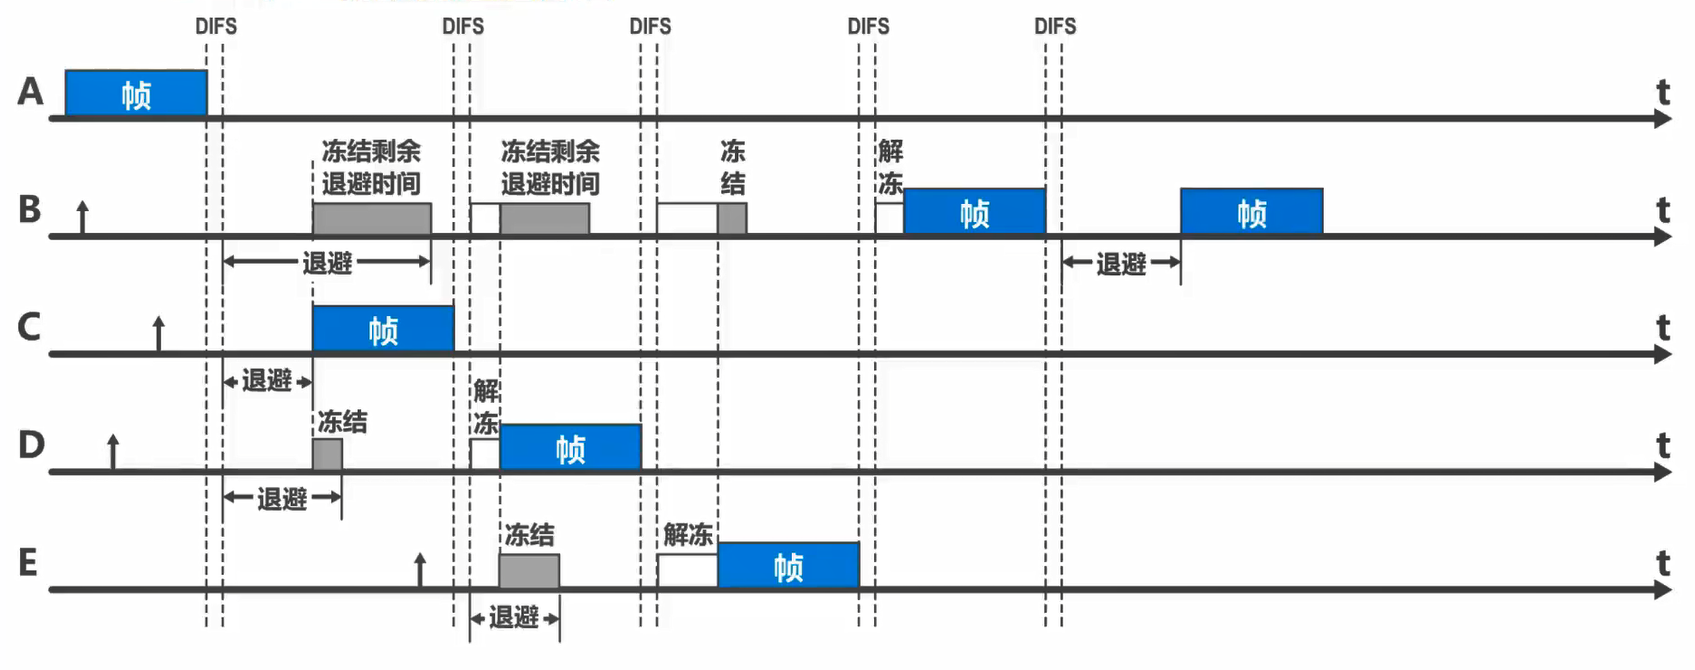 DIFS DIFS DIFS DIFS DIFS
A 帧 t
冻结剩余 冻结剩余 冻 解
退避时间 退避时间 结 冻
B 帧 帧 t
退避 退避
C 帧 t
退避 解
冻结 冻
D 帧 t
退避
冻结 解冻
E 帧 t
退避